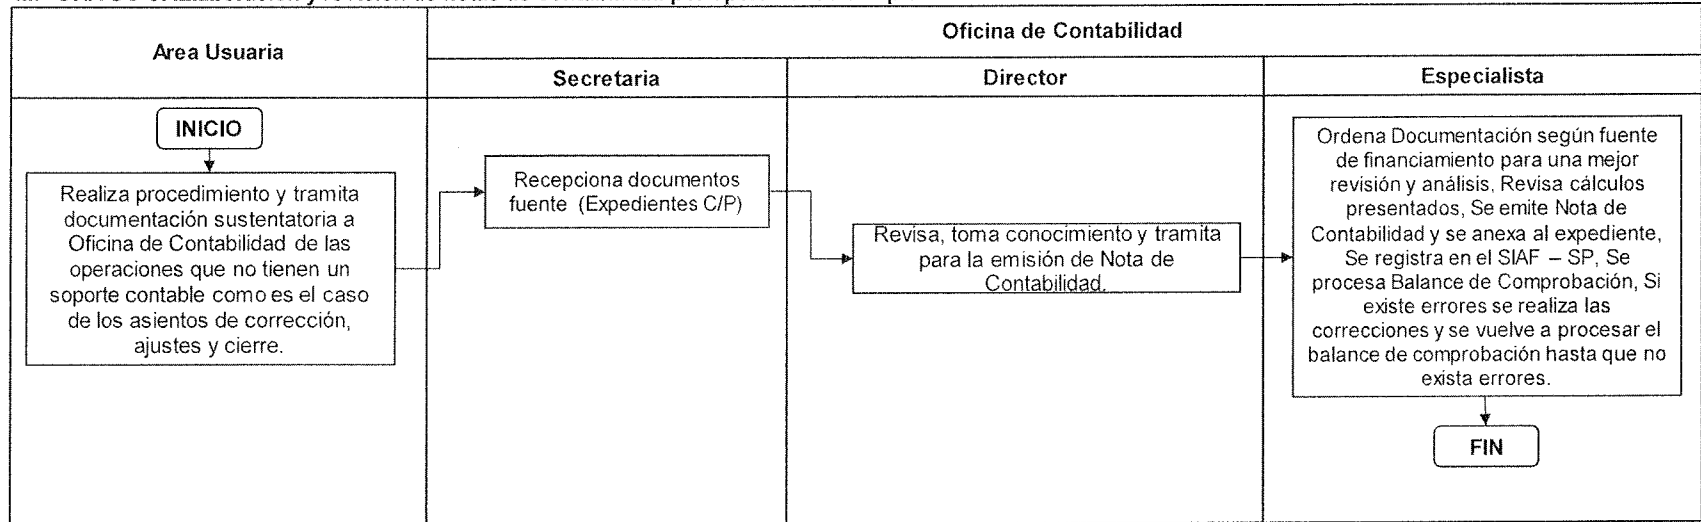 Area Usuaria
Oficina de Contabilidad
Secretaria
Director
Especialista
INICIO
Realiza procedimiento y tramita
documentación sustentatoria a
Oficina de Contabilidad de las
operaciones que no tienen un
soporte contable como es el caso
de los asientos de corrección,
ajustes y cierre.
Recepciona documentos
fuente (Expedientes C/P)
Revisa, toma conocimiento y tramita
para la emisión de Nota de
Contabilidad.
Ordena Documentación según fuente
de financiamiento para una mejor
revisión y análisis, Revisa cálculos
presentados, Se emite Nota de
Contabilidad y se anexa al expediente,
Se registra en el SIAF – SP, Se
procesa Balance de Comprobación, Si
existe errores se realiza las
correcciones y se vuelve a procesar el
balance de comprobación hasta que no
exista errores.
FIN